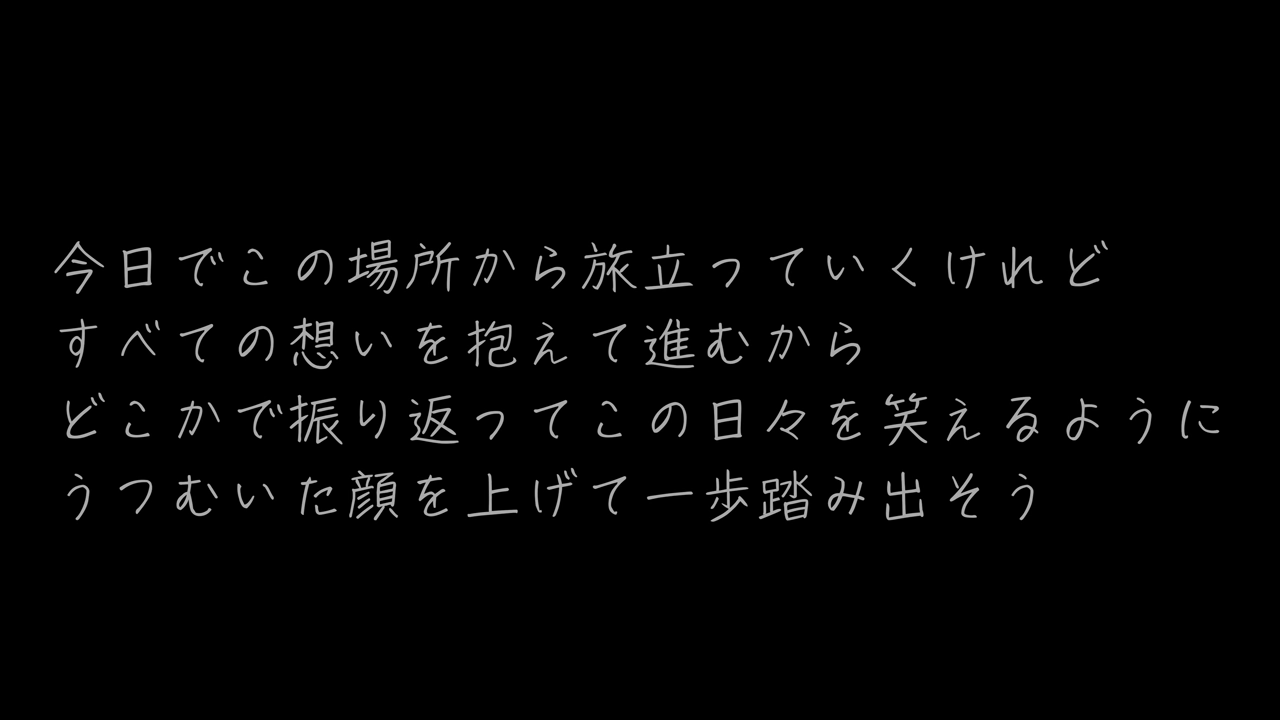 今日でこの場所から旅立っていくけれど
すべての想いを抱えて進むから
どこかで振り返ってこの日々を笑えるように
うつむいた顔を上げて一歩踏み出そう